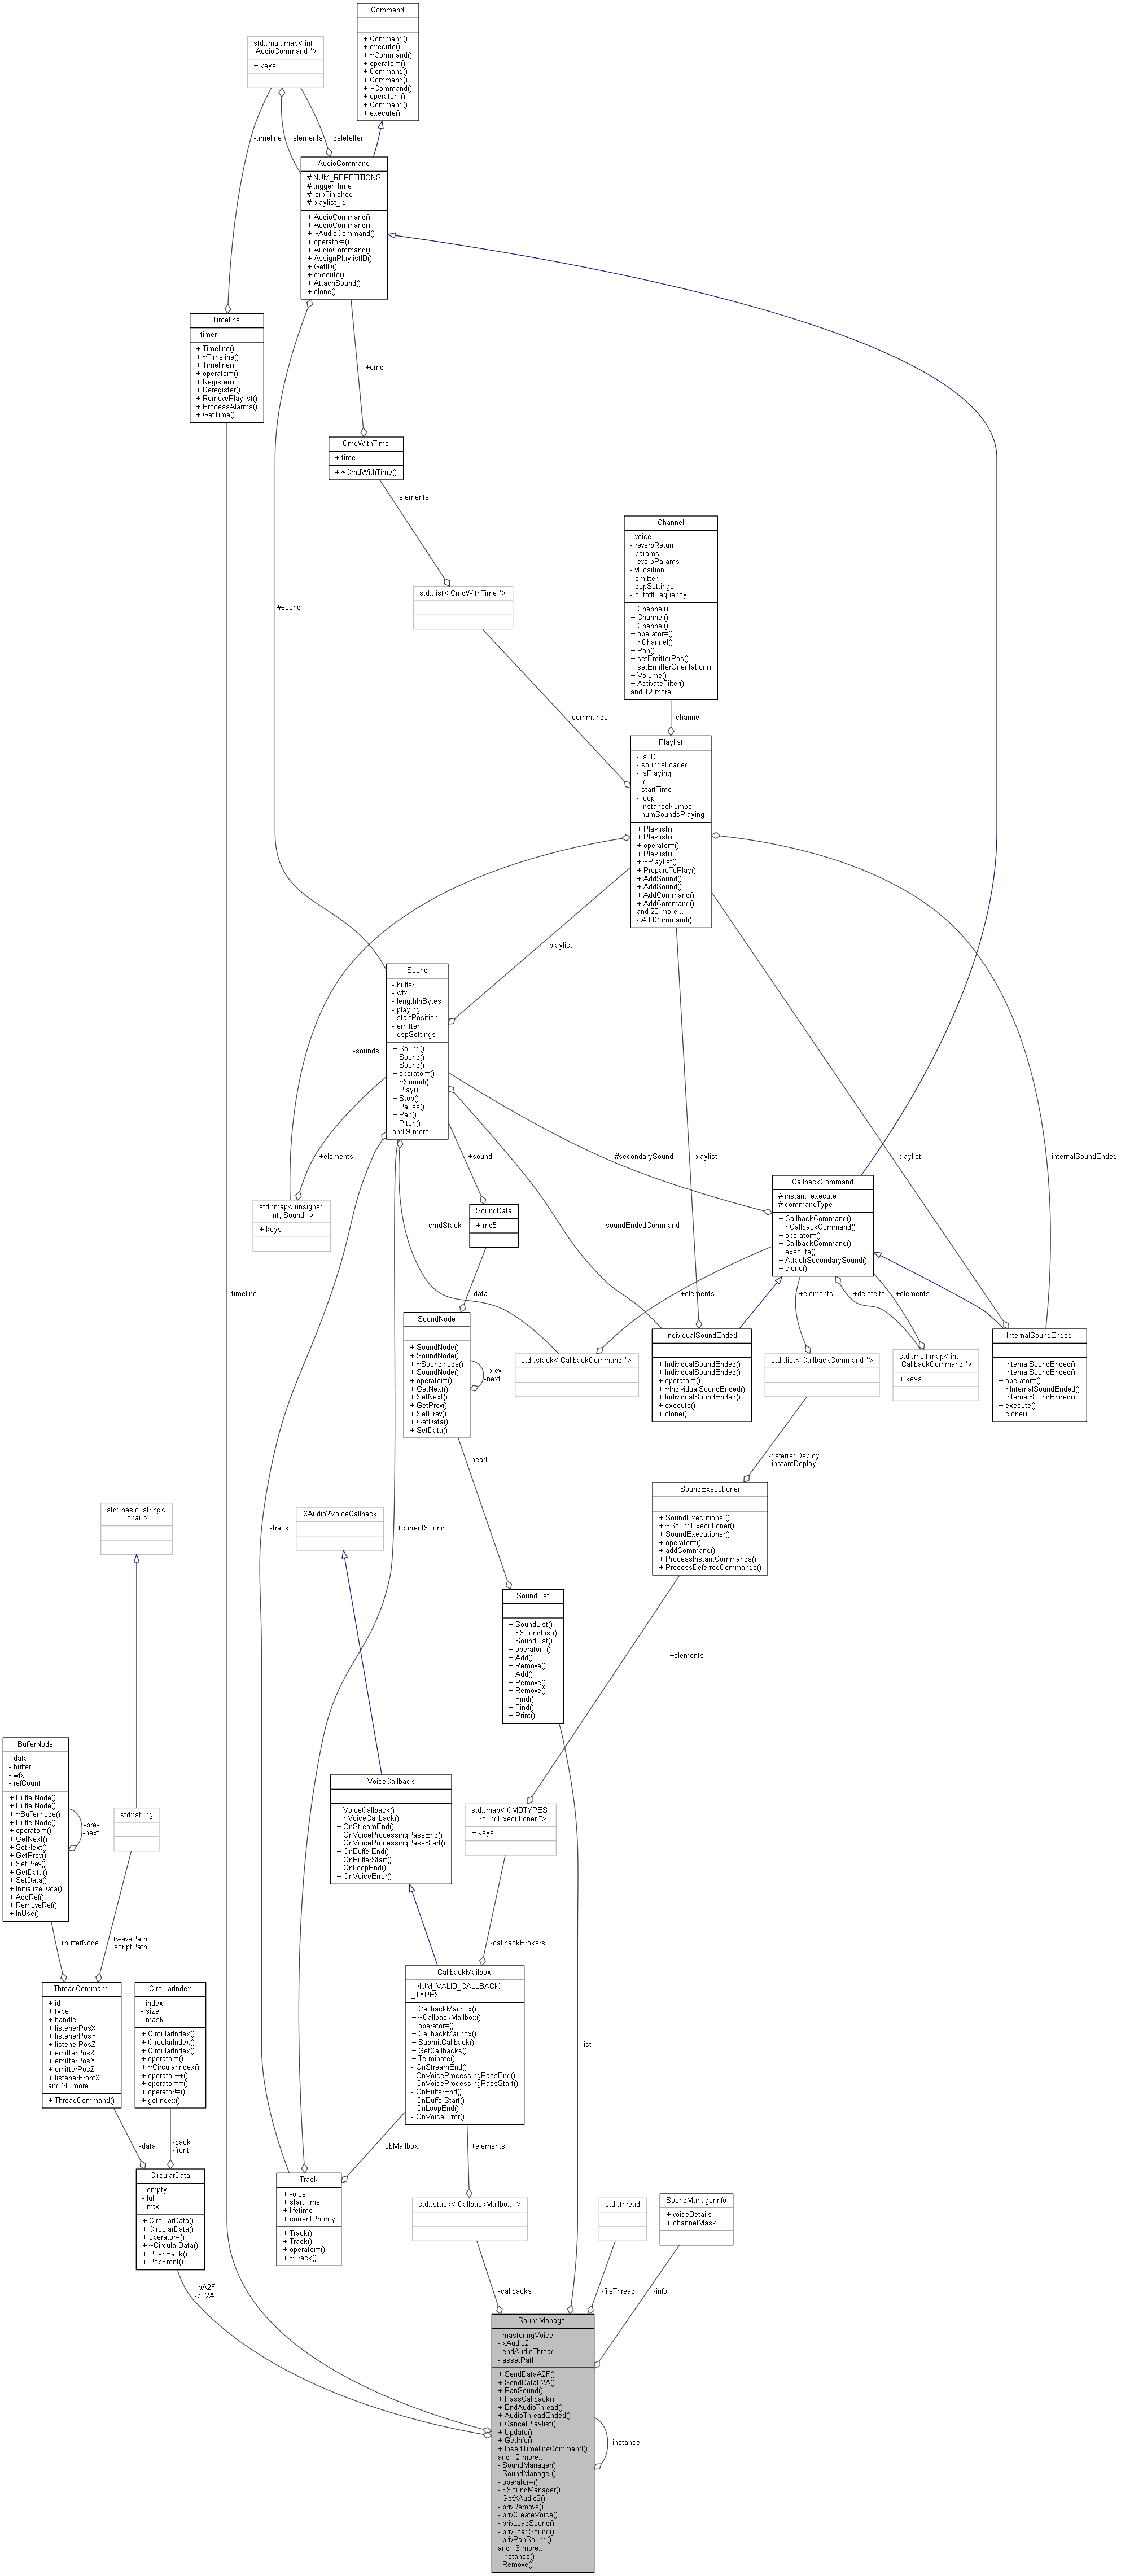 Command
+ Command()
+ execute()
+ ~Command()
+ operator=()
+ Command()
+ Command()
+ ~Command()
+ operator=()
+ Command()
+ execute()
std::multimap< int,
AudioCommand *>
+ keys
-timeline
+elements
+deleteIter
AudioCommand
# NUM_REPETITIONS
# trigger_time
# lerpFinished
# playlist_id
+ AudioCommand()
+ AudioCommand()
+ ~AudioCommand()
+ operator=()
+ AudioCommand()
+ AssignPlaylistID()
+ GetID()
+ execute()
+ AttachSound()
+ clone()
Timeline
- timer
+ Timeline()
+ ~Timeline()
+ Timeline()
+ operator=()
+ Register()
+ Deregister()
+ RemovePlaylist()
+ ProcessAlarms()
+ GetTime()
+cmd
CmdWithTime
+ time
+ ~CmdWithTime()
+elements
std::list< CmdWithTime *>
#sound
-commands
Channel
- voice
- reverbReturn
- params
- reverbParams
- vPosition
- emitter
- dspSettings
- cutoffFrequency
+ Channel()
+ Channel()
+ Channel()
+ operator=()
+ ~Channel()
+ Pan()
+ setEmitterPos()
+ setEmitterOrientation()
+ Volume()
+ ActivateFilter()
and 12 more...
-channel
Playlist
- is3D
- soundsLoaded
- isPlaying
- id
- startTime
- loop
- instanceNumber
- numSoundsPlaying
+ Playlist()
+ Playlist()
+ operator=()
+ Playlist()
+ ~Playlist()
+ PrepareToPlay()
+ AddSound()
+ AddSound()
+ AddCommand()
+ AddCommand()
and 23 more...
- AddCommand()
-playlist
Sound
- buffer
- wfx
- lengthInBytes
- playing
- startPosition
- emitter
- dspSettings
+ Sound()
+ Sound()
+ Sound()
+ operator=()
+ ~Sound()
+ Play()
+ Stop()
+ Pause()
+ Pan()
+ Pitch()
and 9 more...
-sounds
+elements
+sound
#secondarySound
-playlist
-playlist
-internalSoundEnded
std::map< unsigned
int, Sound *>
+ keys
SoundData
+ md5
-cmdStack
-soundEndedCommand
CallbackCommand
# instant_execute
# commandType
+ CallbackCommand()
+ ~CallbackCommand()
+ operator=()
+ CallbackCommand()
+ execute()
+ AttachSecondarySound()
+ clone()
-timeline
-data
+elements
+elements
+deleteIter
+elements
SoundNode
+ SoundNode()
+ SoundNode()
+ ~SoundNode()
+ SoundNode()
+ operator=()
+ GetNext()
+ SetNext()
+ GetPrev()
+ SetPrev()
+ GetData()
+ SetData()
-prev
-next
std::stack< CallbackCommand *>
IndividualSoundEnded
+ IndividualSoundEnded()
+ IndividualSoundEnded()
+ operator=()
+ ~IndividualSoundEnded()
+ IndividualSoundEnded()
+ execute()
+ clone()
std::list< CallbackCommand *>
std::multimap< int,
CallbackCommand *>
+ keys
InternalSoundEnded
+ InternalSoundEnded()
+ InternalSoundEnded()
+ operator=()
+ ~InternalSoundEnded()
+ InternalSoundEnded()
+ execute()
+ clone()
-head
-deferredDeploy
-instantDeploy
SoundExecutioner
+ SoundExecutioner()
+ ~SoundExecutioner()
+ SoundExecutioner()
+ operator=()
+ addCommand()
+ ProcessInstantCommands()
+ ProcessDeferredCommands()
std::basic_string<
char >
IXAudio2VoiceCallback
-track
+currentSound
SoundList
+ SoundList()
+ ~SoundList()
+ SoundList()
+ operator=()
+ Add()
+ Remove()
+ Add()
+ Remove()
+ Remove()
+ Find()
+ Find()
+ Print()
+elements
BufferNode
- data
- buffer
- wfx
- refCount
+ BufferNode()
+ BufferNode()
+ ~BufferNode()
+ BufferNode()
+ operator=()
+ GetNext()
+ SetNext()
+ GetPrev()
+ SetPrev()
+ GetData()
+ SetData()
+ InitializeData()
+ AddRef()
+ RemoveRef()
+ InUse()
-prev
-next
std::string
VoiceCallback
+ VoiceCallback()
+ ~VoiceCallback()
+ OnStreamEnd()
+ OnVoiceProcessingPassEnd()
+ OnVoiceProcessingPassStart()
+ OnBufferEnd()
+ OnBufferStart()
+ OnLoopEnd()
+ OnVoiceError()
std::map< CMDTYPES,
SoundExecutioner *>
+ keys
+bufferNode
+wavePath
+scriptPath
-callbackBrokers
ThreadCommand
+ id
+ type
+ handle
+ listenerPosX
+ listenerPosY
+ listenerPosZ
+ emitterPosX
+ emitterPosY
+ emitterPosZ
+ listenerFrontX
and 28 more...
+ ThreadCommand()
CircularIndex
- index
- size
- mask
+ CircularIndex()
+ CircularIndex()
+ CircularIndex()
+ operator=()
+ ~CircularIndex()
+ operator++()
+ operator==()
+ operator!=()
+ getIndex()
CallbackMailbox
- NUM_VALID_CALLBACK
_TYPES
+ CallbackMailbox()
+ ~CallbackMailbox()
+ operator=()
+ CallbackMailbox()
+ SubmitCallback()
+ GetCallbacks()
+ Terminate()
- OnStreamEnd()
- OnVoiceProcessingPassEnd()
- OnVoiceProcessingPassStart()
- OnBufferEnd()
- OnBufferStart()
- OnLoopEnd()
- OnVoiceError()
-list
-data
-back
-front
+cbMailbox
+elements
CircularData
- empty
- full
- mtx
+ CircularData()
+ CircularData()
+ operator=()
+ ~CircularData()
+ PushBack()
+ PopFront()
Track
+ voice
+ startTime
+ lifetime
+ currentPriority
+ Track()
+ Track()
+ operator=()
+ ~Track()
std::stack< CallbackMailbox *>
std::thread
SoundManagerInfo
+ voiceDetails
+ channelMask
-pA2F
-pF2A
-callbacks
-fileThread
-info
SoundManager
- masteringVoice
- xAudio2
- endAudioThread
- assetPath
+ SendDataA2F()
+ SendDataF2A()
+ PanSound()
+ PassCallback()
+ EndAudioThread()
+ AudioThreadEnded()
+ CancelPlaylist()
+ Update()
+ GetInfo()
+ InsertTimelineCommand()
and 12 more...
- SoundManager()
- SoundManager()
- operator=()
- ~SoundManager()
- GetXAudio2()
- privRemove()
- privCreateVoice()
- privLoadSound()
- privLoadSound()
- privPanSound()
and 16 more...
- Instance()
- Remove()
-instance